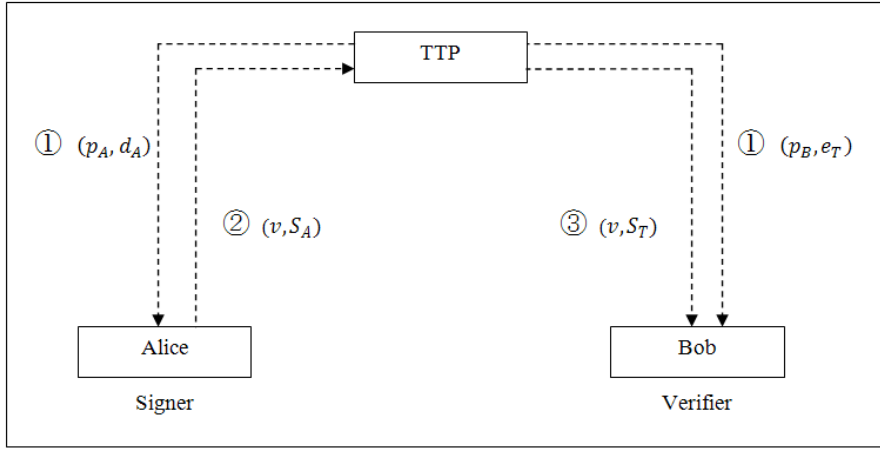 TTP
① (p_A, d_A)
① (p_B, e_T)
② (v, S_A)
③ (v, S_T)
Alice
Bob
Signer
Verifier